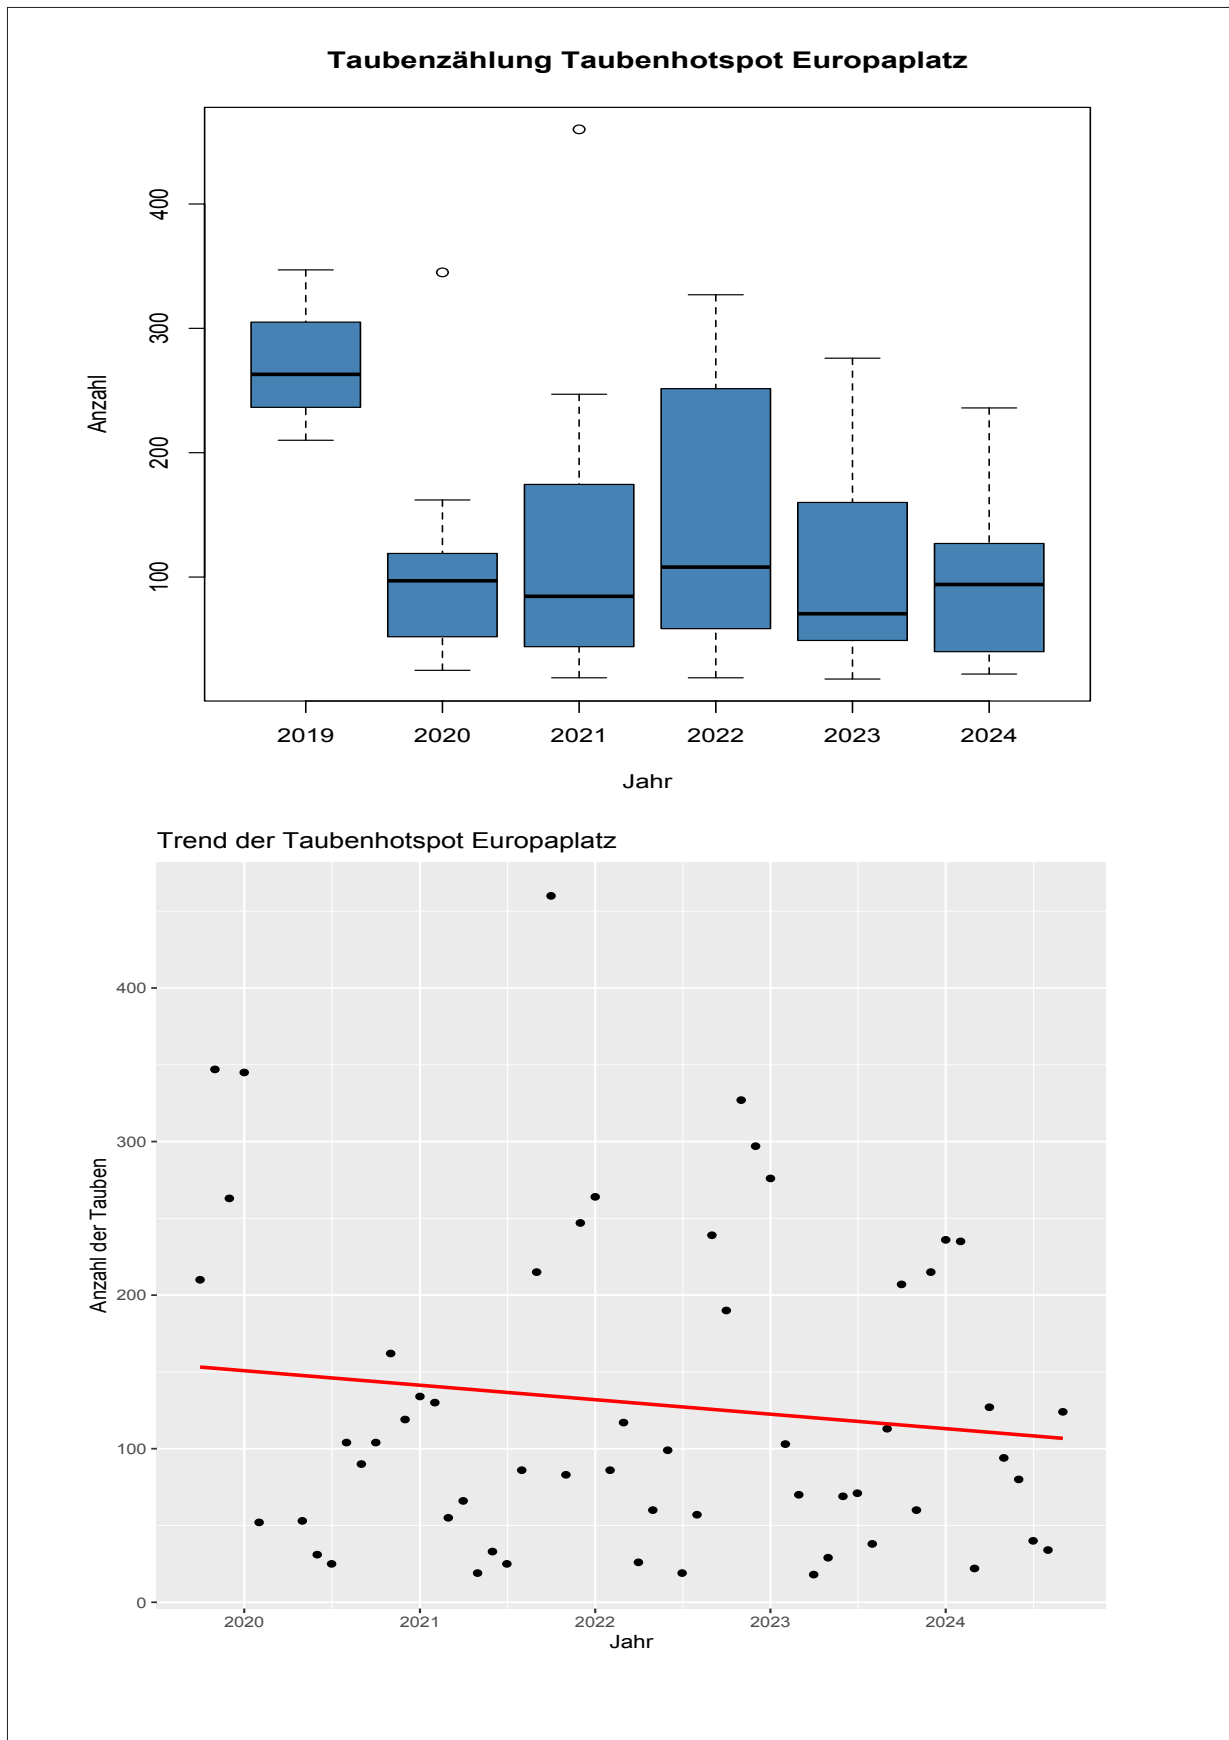 Taubenzählung Taubenhotspot Europaplatz
400
300
200
100
Anzahl
2019 2020 2021 2022 2023 2024
Jahr
Trend der Taubenhotspot Europaplatz
400
300
200
100
0
Anzahl der Tauben
2020 2021 2022 2023 2024
Jahr